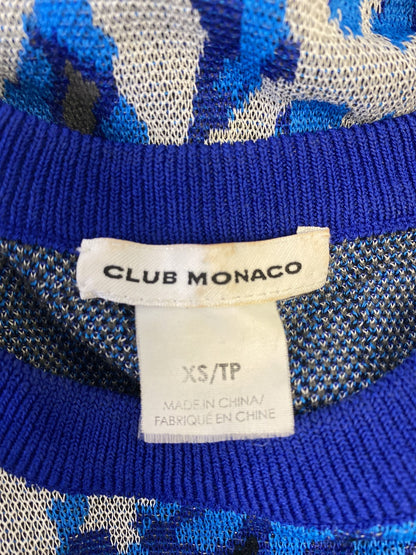 CLUB MONACO
XS/TP
MADE IN CHINA/
FABRIQUÉ EN CHINE